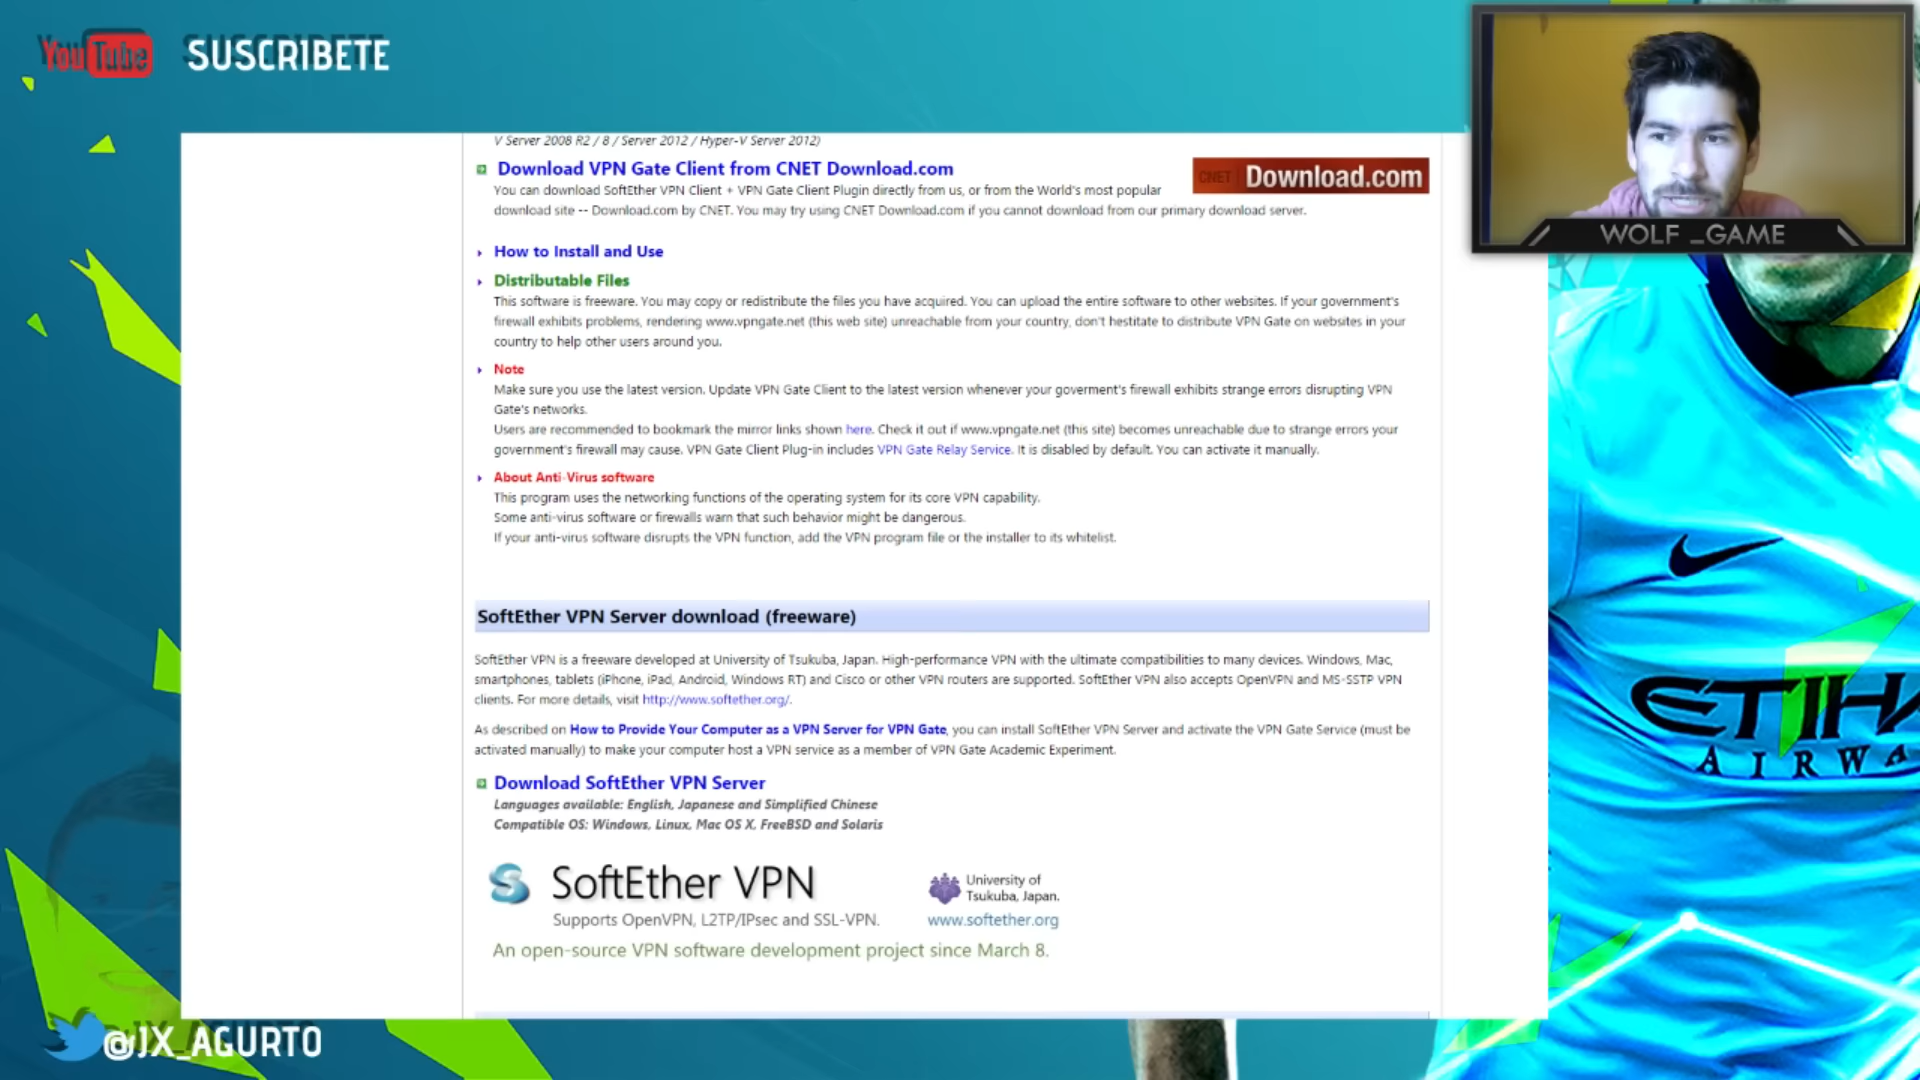 YouTube SUSCRIBETE
V Server 2008 R2 / 8 / Server 2012 / Hyper-V Server 2012)
Download VPN Gate Client from CNET Download.com
CNET Download.com
You can download SoftEther VPN Client + VPN Gate Client Plugin directly from us, or from the World's most popular
download site -- Download.com by CNET. You may try using CNET Download.com if you cannot download from our primary download server.
WOLF _GAME
How to Install and Use
Distributable Files
This software is freeware. You may copy or redistribute the files you have acquired. You can upload the entire software to other websites. If your government's
firewall exhibits problems, rendering www.vpngate.net (this web site) unreachable from your country, don't hestitate to distribute VPN Gate on websites in your
country to help other users around you.
Note
Make sure you use the latest version. Update VPN Gate Client to the latest version whenever your goverment's firewall exhibits strange errors disrupting VPN
Gate's networks.
Users are recommended to bookmark the mirror links shown here. Check it out if www.vpngate.net (this site) becomes unreachable due to strange errors your
government's firewall may cause. VPN Gate Client Plug-in includes VPN Gate Relay Service. It is disabled by default. You can activate it manually.
About Anti-Virus software
This program uses the networking functions of the operating system for its core VPN capability.
Some anti-virus software or firewalls warn that such behavior might be dangerous.
If your anti-virus software disrupts the VPN function, add the VPN program file or the installer to its whitelist.
SoftEther VPN Server download (freeware)
SoftEther VPN is a freeware developed at University of Tsukuba, Japan. High-performance VPN with the ultimate compatibilities to many devices. Windows, Mac,
smartphones, tablets (iPhone, iPad, Android, Windows RT) and Cisco or other VPN routers are supported. SoftEther VPN also accepts OpenVPN and MS-SSTP VPN
clients. For more details, visit http://www.softether.org/.
As described on How to Provide Your Computer as a VPN Server for VPN Gate, you can install SoftEther VPN Server and activate the VPN Gate Service (must be
activated manually) to make your computer host a VPN service as a member of VPN Gate Academic Experiment.
Download SoftEther VPN Server
Languages available: English, Japanese and Simplified Chinese
Compatible OS: Windows, Linux, Mac OS X, FreeBSD and Solaris
SoftEther VPN
Supports OpenVPN, L2TP/IPsec and SSL-VPN.
University of
Tsukuba, Japan.
www.softether.org
An open-source VPN software development project since March 8.
ETIHA
AIRWA
@JX_AGURTO